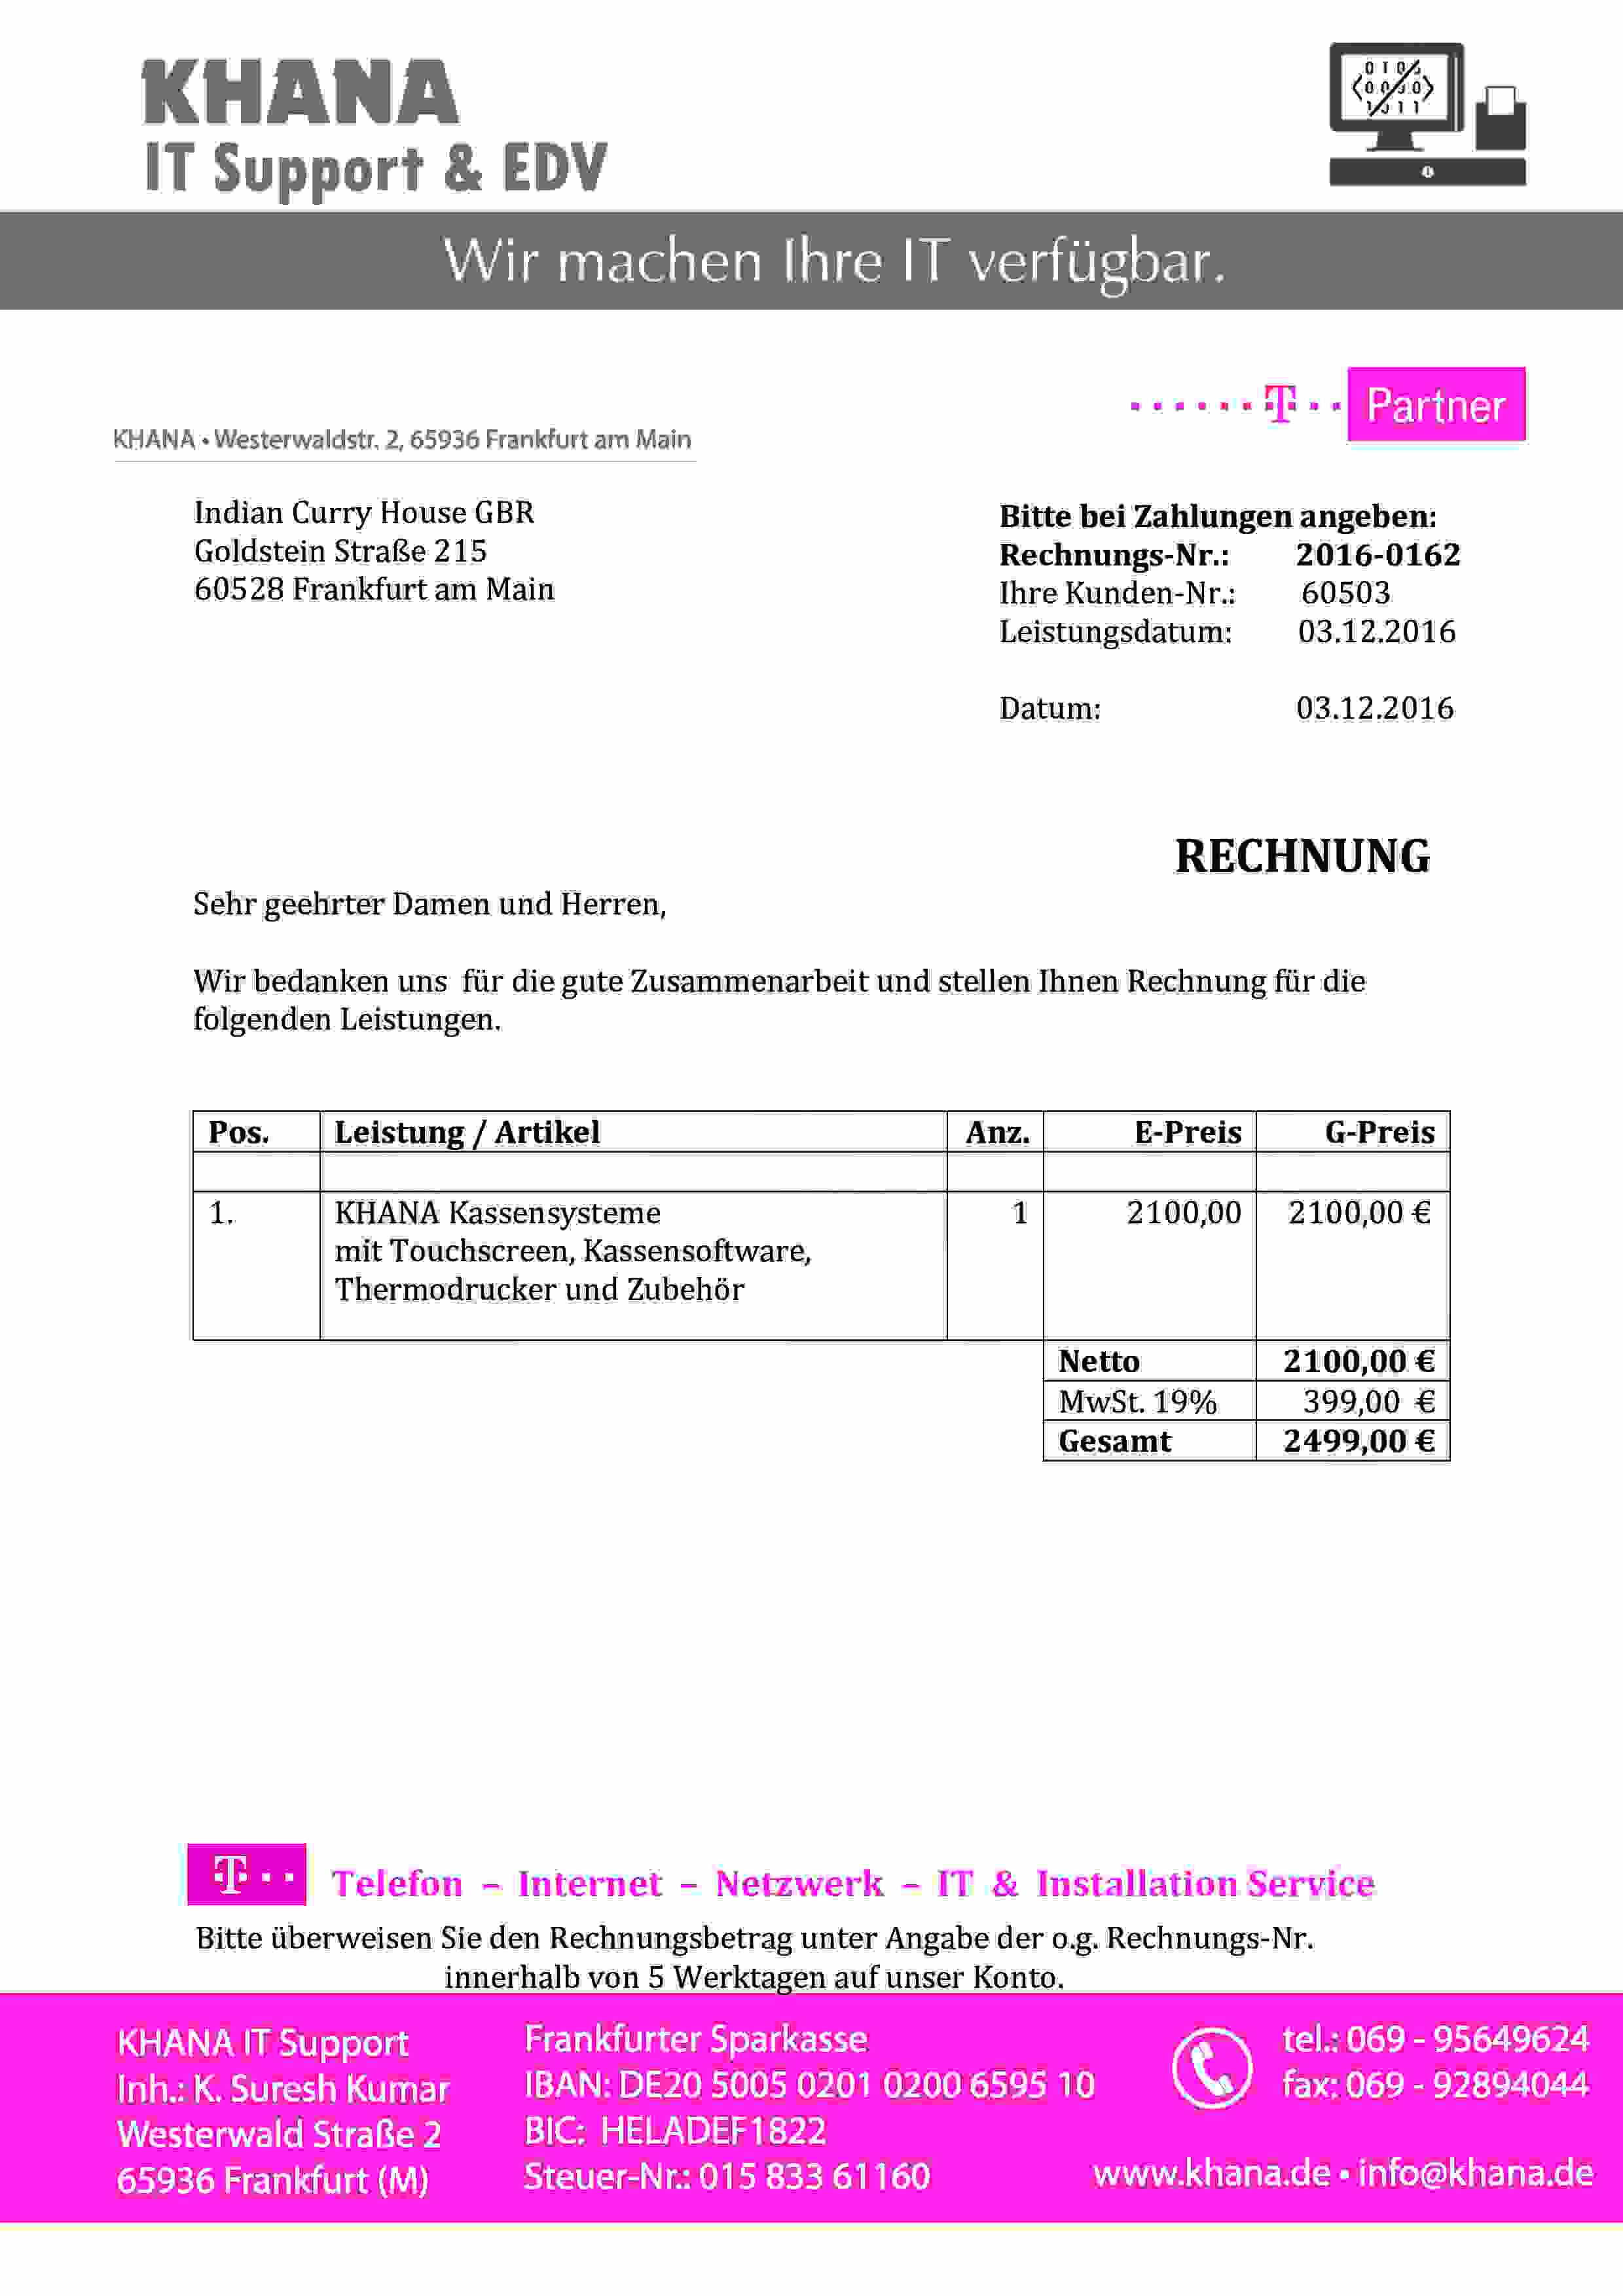 KHANA
IT Support & EDV
Wir machen Ihre IT verfügbar.
T Partner
KHANA • Westerwaldstr. 2, 65936 Frankfurt am Main
Indian Curry House GBR
Goldstein Straße 215
60528 Frankfurt am Main
Bitte bei Zahlungen angeben:
Rechnungs-Nr.: 2016-0162
Ihre Kunden-Nr.: 60503
Leistungsdatum: 03.12.2016
Datum: 03.12.2016
RECHNUNG
Sehr geehrter Damen und Herren,
Wir bedanken uns für die gute Zusammenarbeit und stellen Ihnen Rechnung für die
folgenden Leistungen.
Pos. Leistung / Artikel Anz. E-Preis G-Preis
1. KHANA Kassensysteme 1 2100,00 2100,00 €
mit Touchscreen, Kassensoftware,
Thermodrucker und Zubehör
Netto 2100,00 €
MwSt. 19% 399,00 €
Gesamt 2499,00 €
T Telefon – Internet – Netzwerk – IT & Installation Service
Bitte überweisen Sie den Rechnungsbetrag unter Angabe der o.g. Rechnungs-Nr.
innerhalb von 5 Werktagen auf unser Konto.
KHANA IT Support
Inh.: K. Suresh Kumar
Westerwald Straße 2
65936 Frankfurt (M)
Frankfurter Sparkasse
IBAN: DE20 5005 0201 0200 6595 10
BIC: HELADEF1822
Steuer-Nr.: 015 833 61160
tel.: 069 - 95649624
fax: 069 - 92894044
www.khana.de • info@khana.de